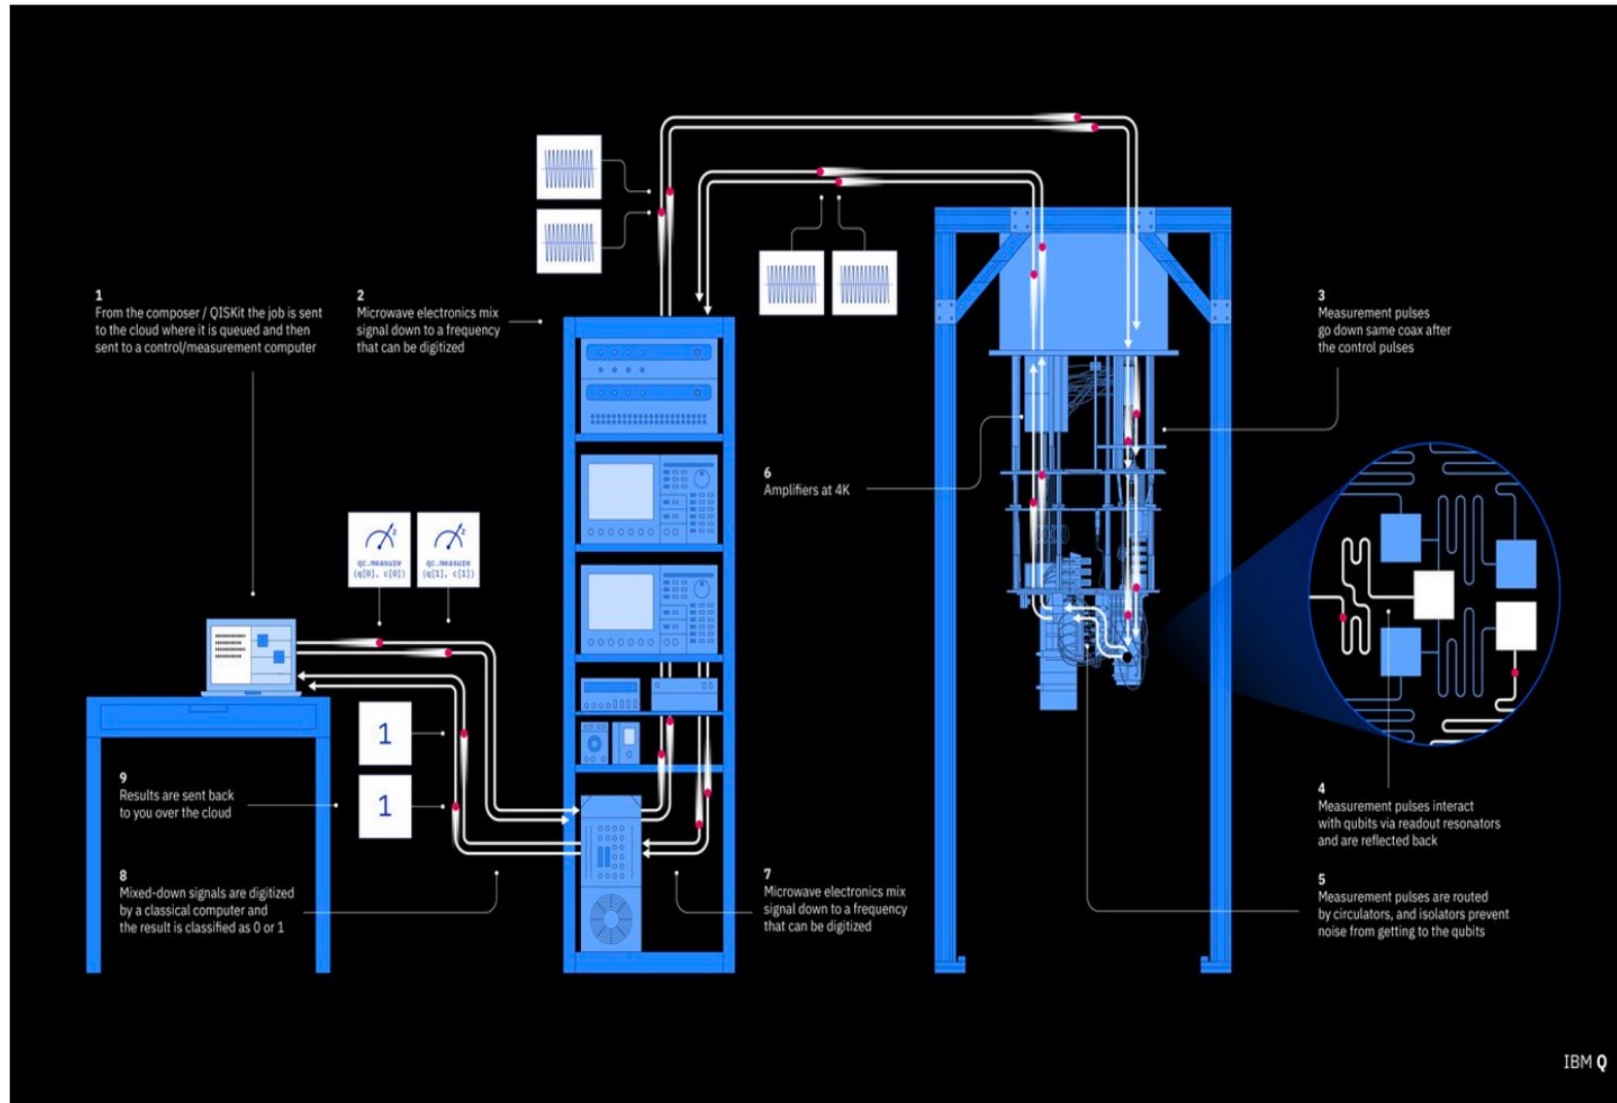 1
From the composer / QISKit the job is sent
to the cloud where it is queued and then
sent to a control/measurement computer
2
Microwave electronics mix
signal down to a frequency
that can be digitized
3
Measurement pulses
go down same coax after
the control pulses
6
Amplifiers at 4K
z
qc.measure
(q[0], c[0])
z
qc.measure
(q[1], c[1])
1
1
9
Results are sent back
to you over the cloud
8
Mixed-down signals are digitized
by a classical computer and
the result is classified as 0 or 1
7
Microwave electronics mix
signal down to a frequency
that can be digitized
4
Measurement pulses interact
with qubits via readout resonators
and are reflected back
5
Measurement pulses are routed
by circulators, and isolators prevent
noise from getting to the qubits
IBM Q